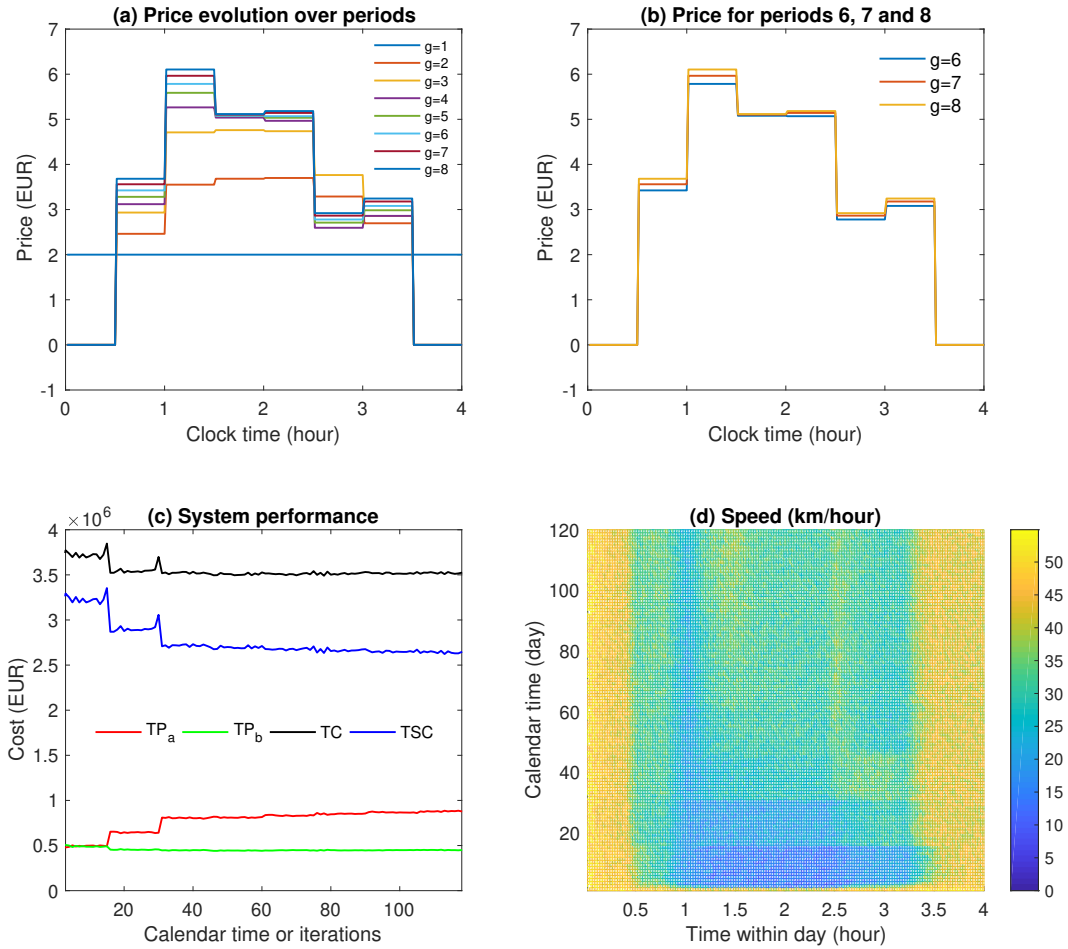 (a) Price evolution over periods
7
6
5
4
3
2
1
0
-1
Price (EUR)
g=1
g=2
g=3
g=4
g=5
g=6
g=7
g=8
0 1 2 3 4
Clock time (hour)
(b) Price for periods 6, 7 and 8
7
6
5
4
3
2
1
0
-1
Price (EUR)
g=6
g=7
g=8
0 1 2 3 4
Clock time (hour)
(c) System performance
× 10^6
4
3.5
3
2.5
2
1.5
1
0.5
0
Cost (EUR)
TP_a TP_b TC TSC
20 40 60 80 100
Calendar time or iterations
(d) Speed (km/hour)
120
100
80
60
40
20
Calendar time (day)
0.5 1 1.5 2 2.5 3 3.5 4
Time within day (hour)
50
45
40
35
30
25
20
15
10
5
0